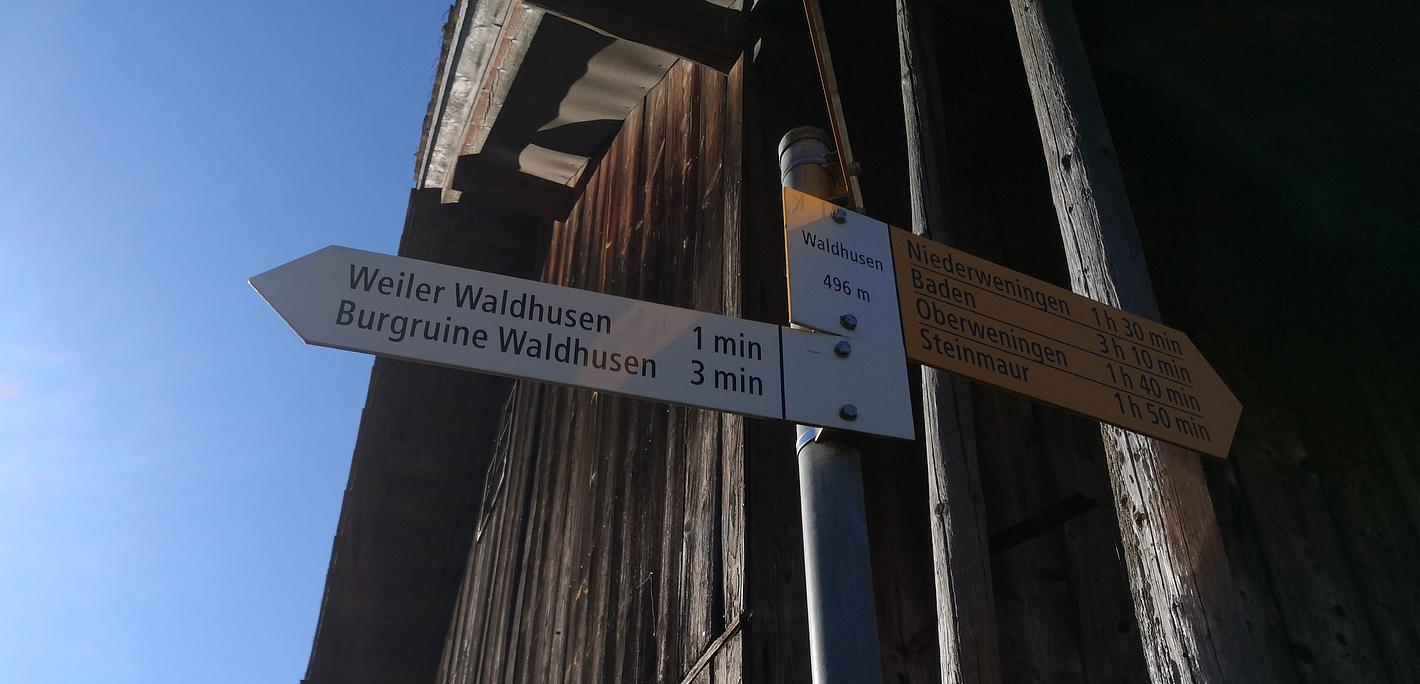 Waldhusen
496 m
Weiler Waldhusen 1 min
Burgruine Waldhusen 3 min
Niederweningen 1 h 30 min
Baden 3 h 10 min
Oberweningen 1 h 40 min
Steinmaur 1 h 50 min